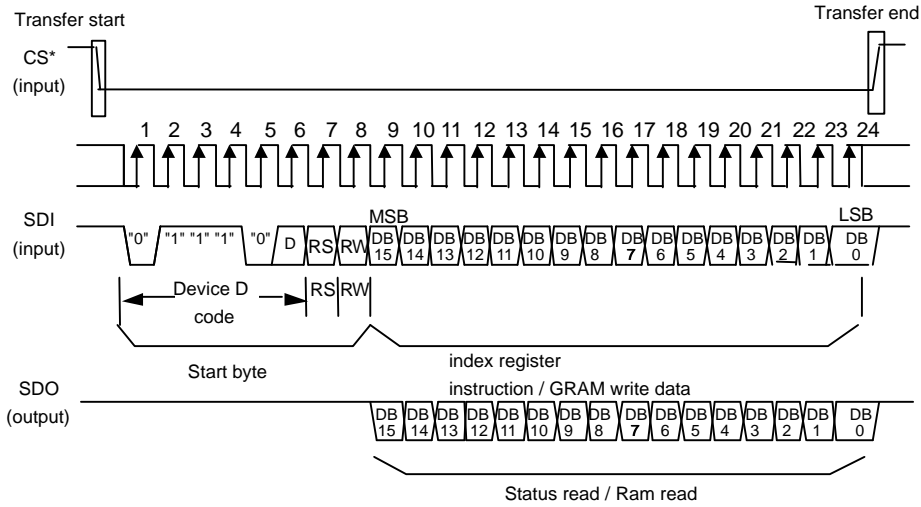 Transfer start
Transfer end
CS*
(input)
1 2 3 4 5 6 7 8 9 10 11 12 13 14 15 16 17 18 19 20 21 22 23 24
SDI
(input)
MSB
LSB
"0" "1" "1" "1" "0" D RS RW DB 15 DB 14 DB 13 DB 12 DB 11 DB 10 DB 9 DB 8 DB 7 DB 6 DB 5 DB 4 DB 3 DB 2 DB 1 DB 0
Device D
code
RS RW
Start byte
index register
instruction / GRAM write data
SDO
(output)
DB 15 DB 14 DB 13 DB 12 DB 11 DB 10 DB 9 DB 8 DB 7 DB 6 DB 5 DB 4 DB 3 DB 2 DB 1 DB 0
Status read / Ram read